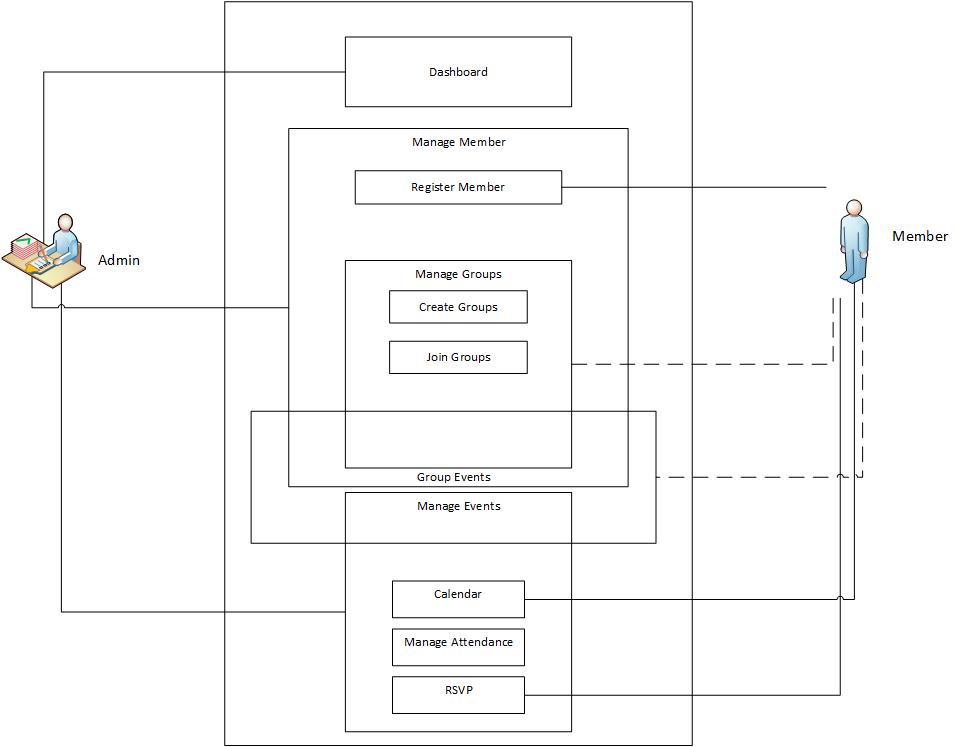 Dashboard
Manage Member
Register Member
Member
Admin
Manage Groups
Create Groups
Join Groups
Group Events
Manage Events
Calendar
Manage Attendance
RSVP